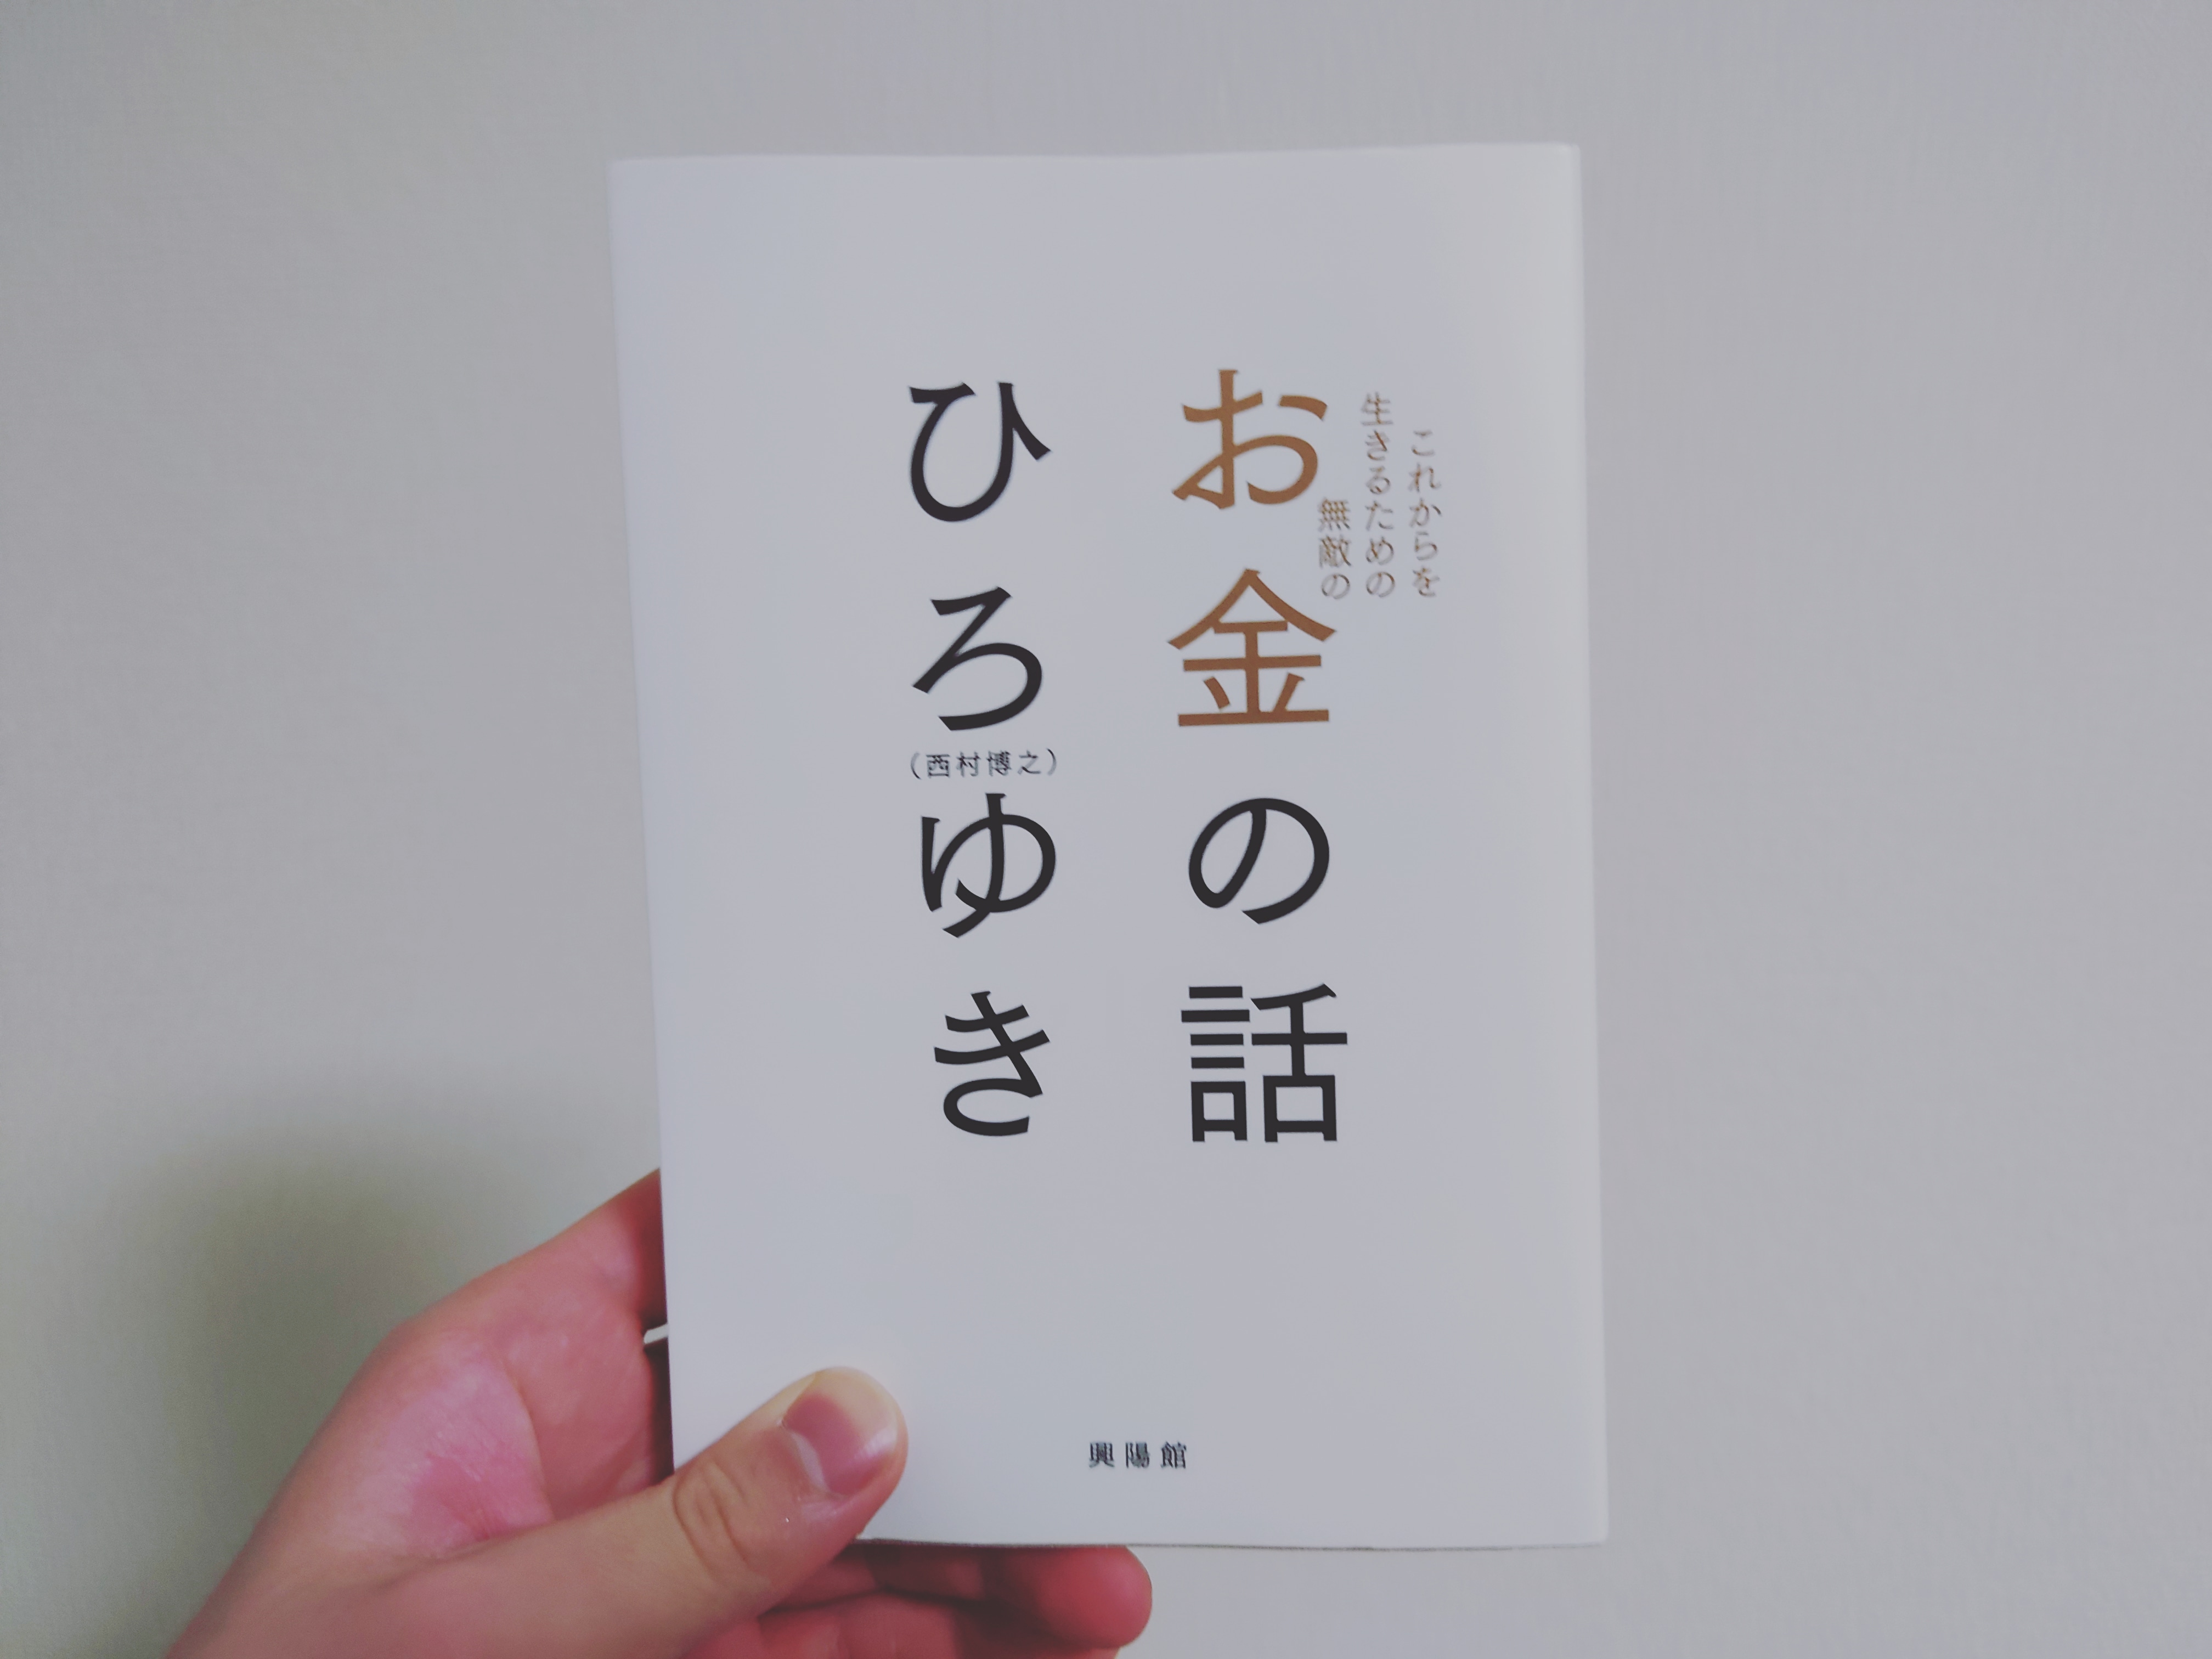 これからを
生きるための
無敵の
お金の話
ひろゆき
（西村博之）
興陽館